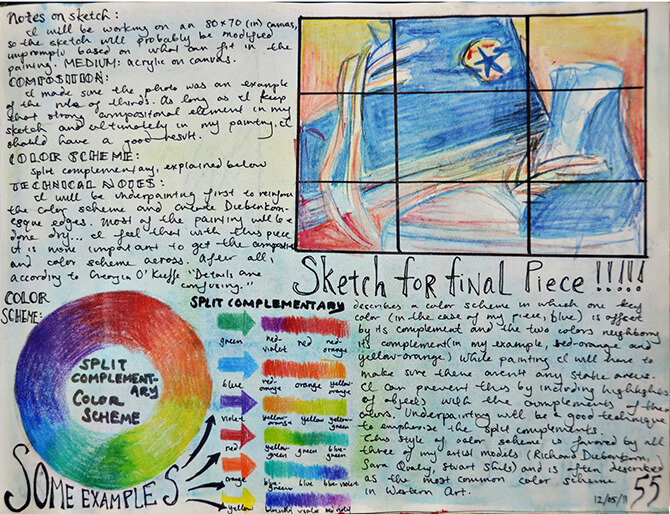 Notes on sketch:
I will be working on an 80x70 (in) canvas,
so the sketch will probably be modified
impromptu based on what can fit in the
painting. MEDIUM: acrylic on canvas.
COMPOSITION:
I made sure the photo was an example
of the rule of thirds. As long as I keep
that strong compositional element in my
sketch and ultimately in my painting, it
should have a good result.
COLOR SCHEME:
split complementary, explained below
TECHNICAL NOTES:
I will be underpainting first to reinforce
the color scheme and create Diebenkorn-
esque edges. Most of the painting will be
done dry... I feel that with this piece
it is more important to get the composition
and color scheme across. After all,
according to Georgia O'Keeffe "Details are
confusing."
Sketch for final Piece !!!!!
COLOR
SCHEME:
SPLIT
COMPLEMENT-
ARY
COLOR
SCHEME
SOME EXAMPLES
SPLIT COMPLEMENTARY
green red-violet red red-orange
blue red-orange orange yellow-orange
violet yellow-orange yellow yellow-green
red yellow-green green blue-green
orange blue-green blue blue-violet
yellow violet
describes a color scheme in which one key
color (in the case of my piece, blue) is offset
by its complement and the two colors neighboring
its complement (in my example, red-orange and
yellow-orange) While painting I will have to
make sure there aren't any stale areas.
I can prevent this by including highlights
of objects with the complements of the
colors. Underpainting will be a good technique
to emphasize the split complements.
This style of color scheme is favored by all
three of my artist models (Richard Diebenkorn,
Sara Qualey, Stuart Shils) and is often described
as the most common color scheme
in Western Art.
12/05/11 55